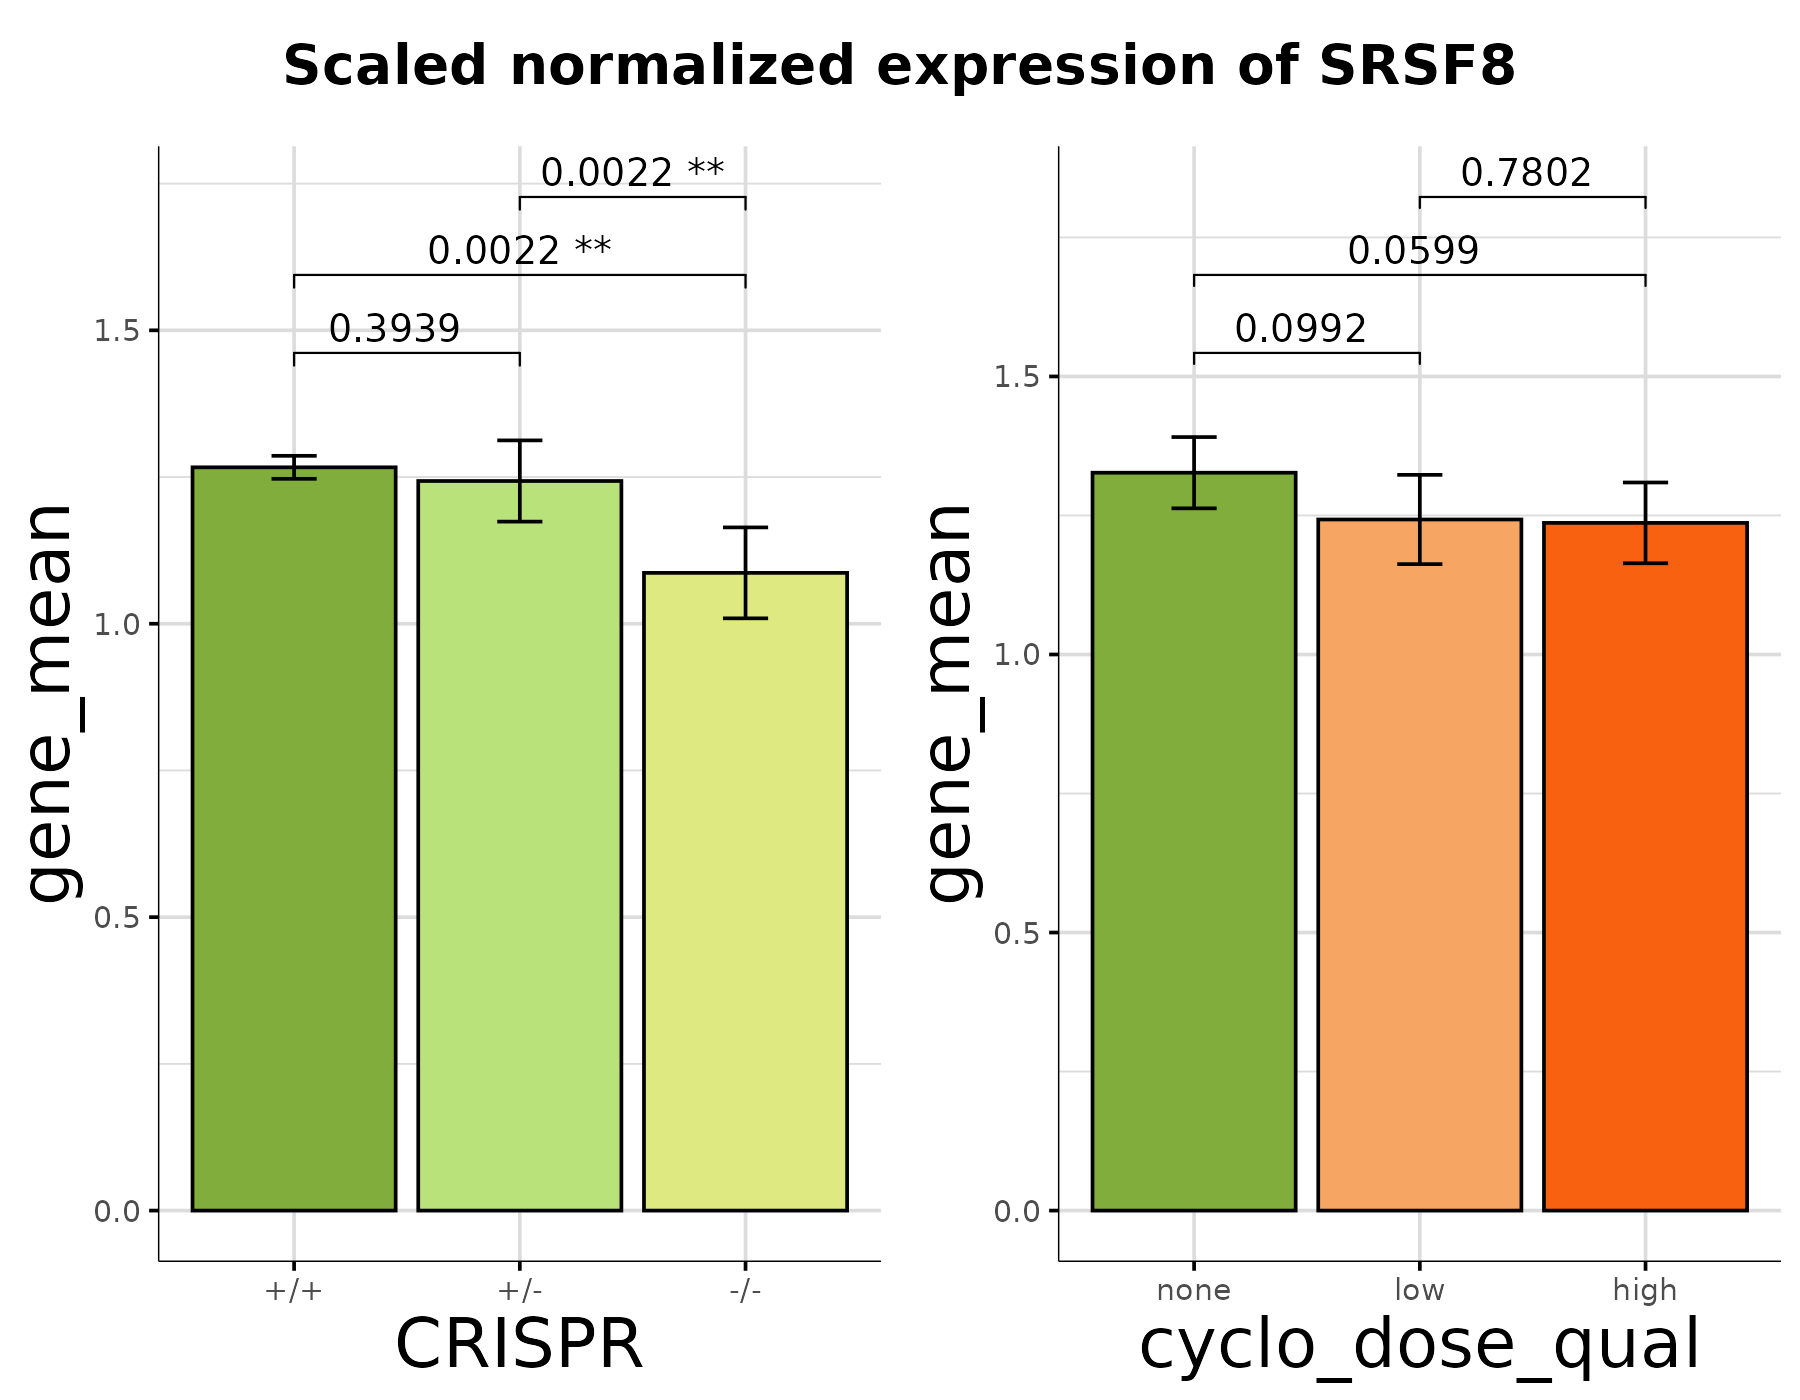 Scaled normalized expression of SRSF8
0.0022 **
0.0022 **
0.3939
1.5
1.0
0.5
0.0
gene_mean
+/+ +/- -/-
CRISPR
0.7802
0.0599
0.0992
1.5
1.0
0.5
0.0
gene_mean
none low high
cyclo_dose_qual